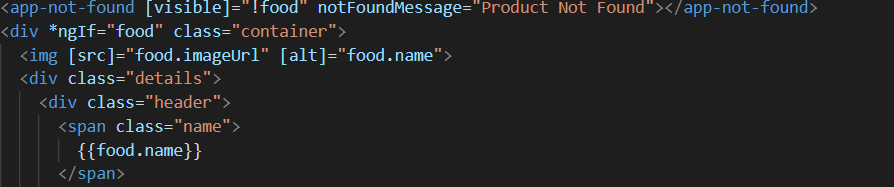 <app-not-found [visible]="!food" notFoundMessage="Product Not Found"></app-not-found>
<div *ngIf="food" class="container">
  <img [src]="food.imageUrl" [alt]="food.name">
  <div class="details">
    <div class="header">
      <span class="name">
        {{food.name}}
      </span>